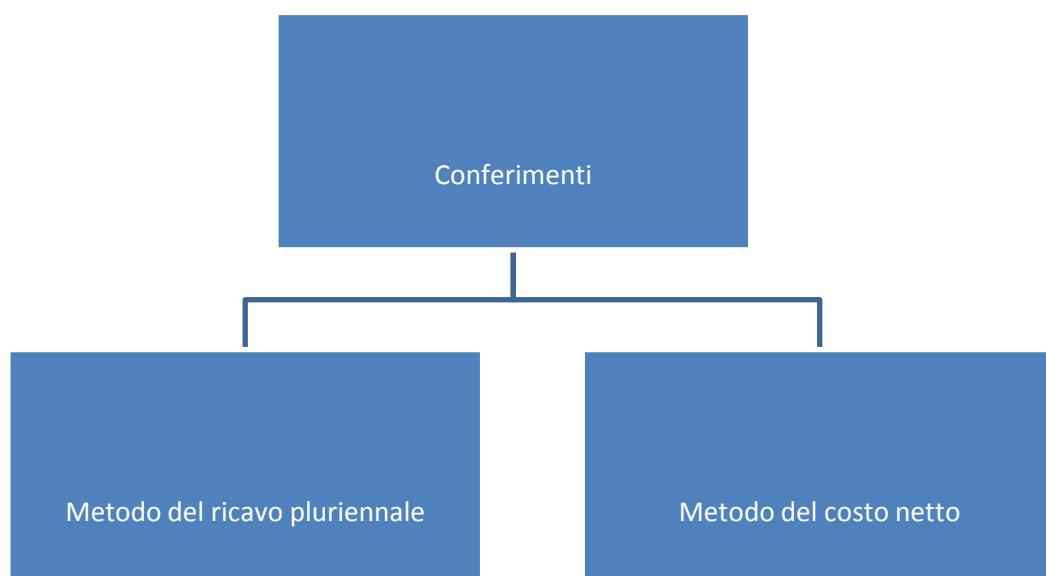 Conferimenti
Metodo del ricavo pluriennale
Metodo del costo netto